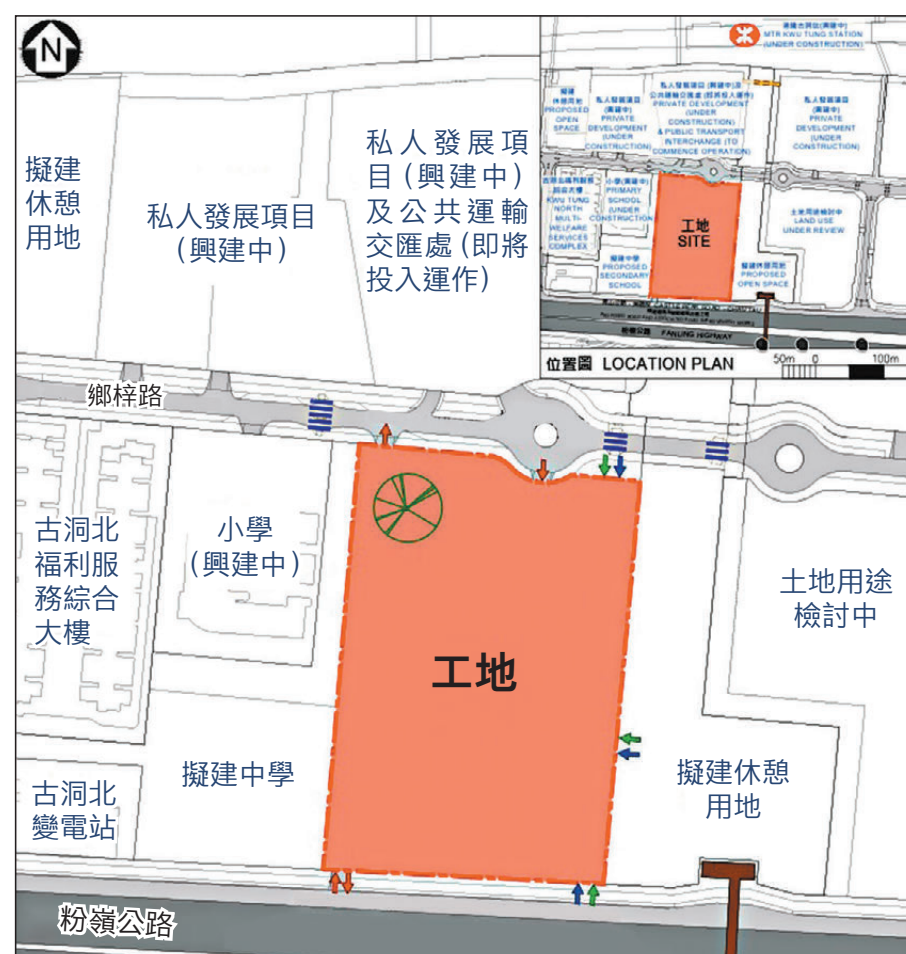 N
港鐵古洞站(興建中)
MTR KWU TUNG STATION
(UNDER CONSTRUCTION)
擬建
休憩用地
PROPOSED
OPEN
SPACE
私人發展項目
(興建中)
PRIVATE
DEVELOPMENT
(UNDER
CONSTRUCTION)
私人發展項目(興建中)及
公共運輸交匯處(即將投入運作)
PRIVATE DEVELOPMENT
(UNDER
CONSTRUCTION)
& PUBLIC TRANSPORT
INTERCHANGE (TO
COMMENCE OPERATION)
私人發展項目
(興建中)
PRIVATE
DEVELOPMENT
(UNDER
CONSTRUCTION)
古洞北福利服務
綜合大樓
KWU TUNG
NORTH
MULTI-
WELFARE
SERVICES
COMPLEX
小學(興建中)
PRIMARY
SCHOOL
(UNDER
CONSTRUCTION)
工地
SITE
土地用途檢討中
LAND USE
UNDER REVIEW
擬建中學
PROPOSED
SECONDARY
SCHOOL
擬建休憩用地
PROPOSED
OPEN SPACE
粉嶺公路 FANLING HIGHWAY
位置圖 LOCATION PLAN
50m 0 100m
擬建
休憩
用地
私人發展項目
(興建中)
私人發展項
目(興建中)
及公共運輸
交匯處(即將
投入運作)
鄉梓路
古洞北
福利服
務綜合
大樓
小學
(興建中)
工地
土地用途
檢討中
擬建中學
擬建休憩
用地
古洞北
變電站
粉嶺公路